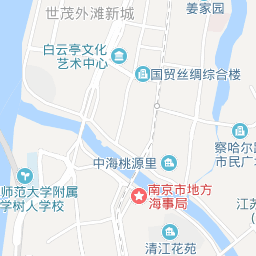 姜家园
世茂外滩新城
白云亭文化
艺术中心
国贸丝绸综合楼
察哈尔路
市民广场
中海桃源里
师范大学附属
学树人学校
南京市地方
海事局
江苏
清江花苑